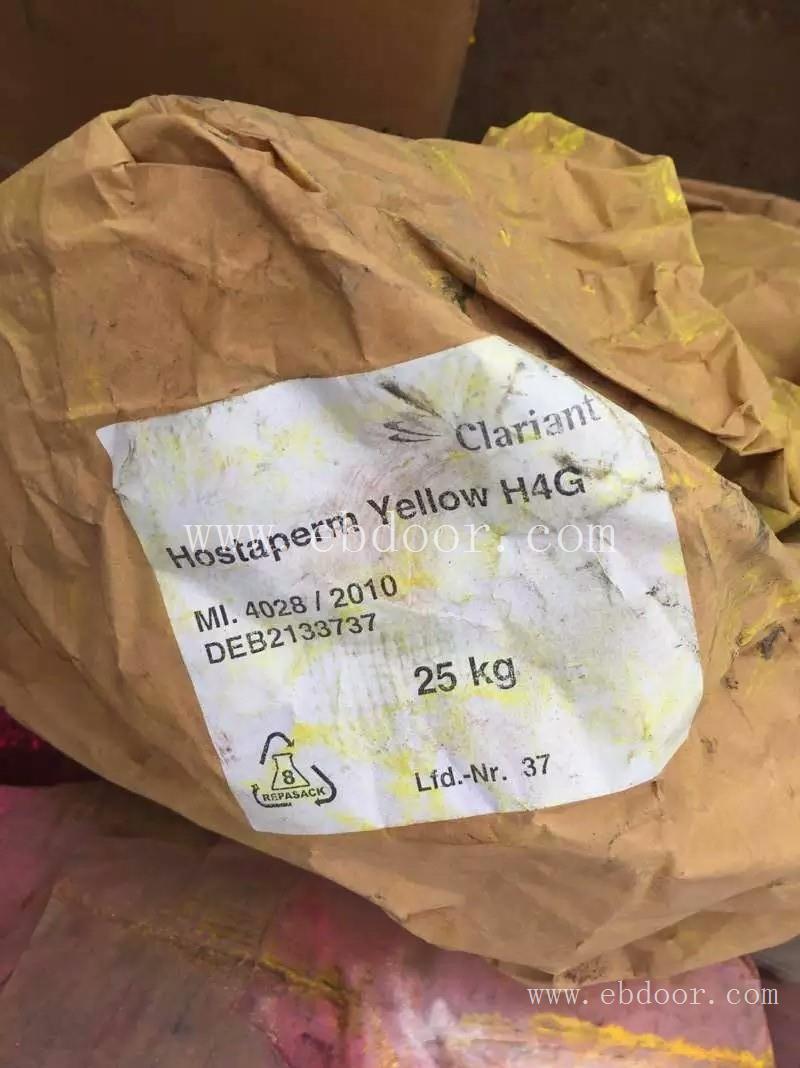 Clariant
Hostaperm Yellow H4G
www.ebdoor.com
MI. 4028 / 2010
DEB2133737
25 kg
8
REPASACK
Lfd.-Nr. 37
www.ebdoor.com